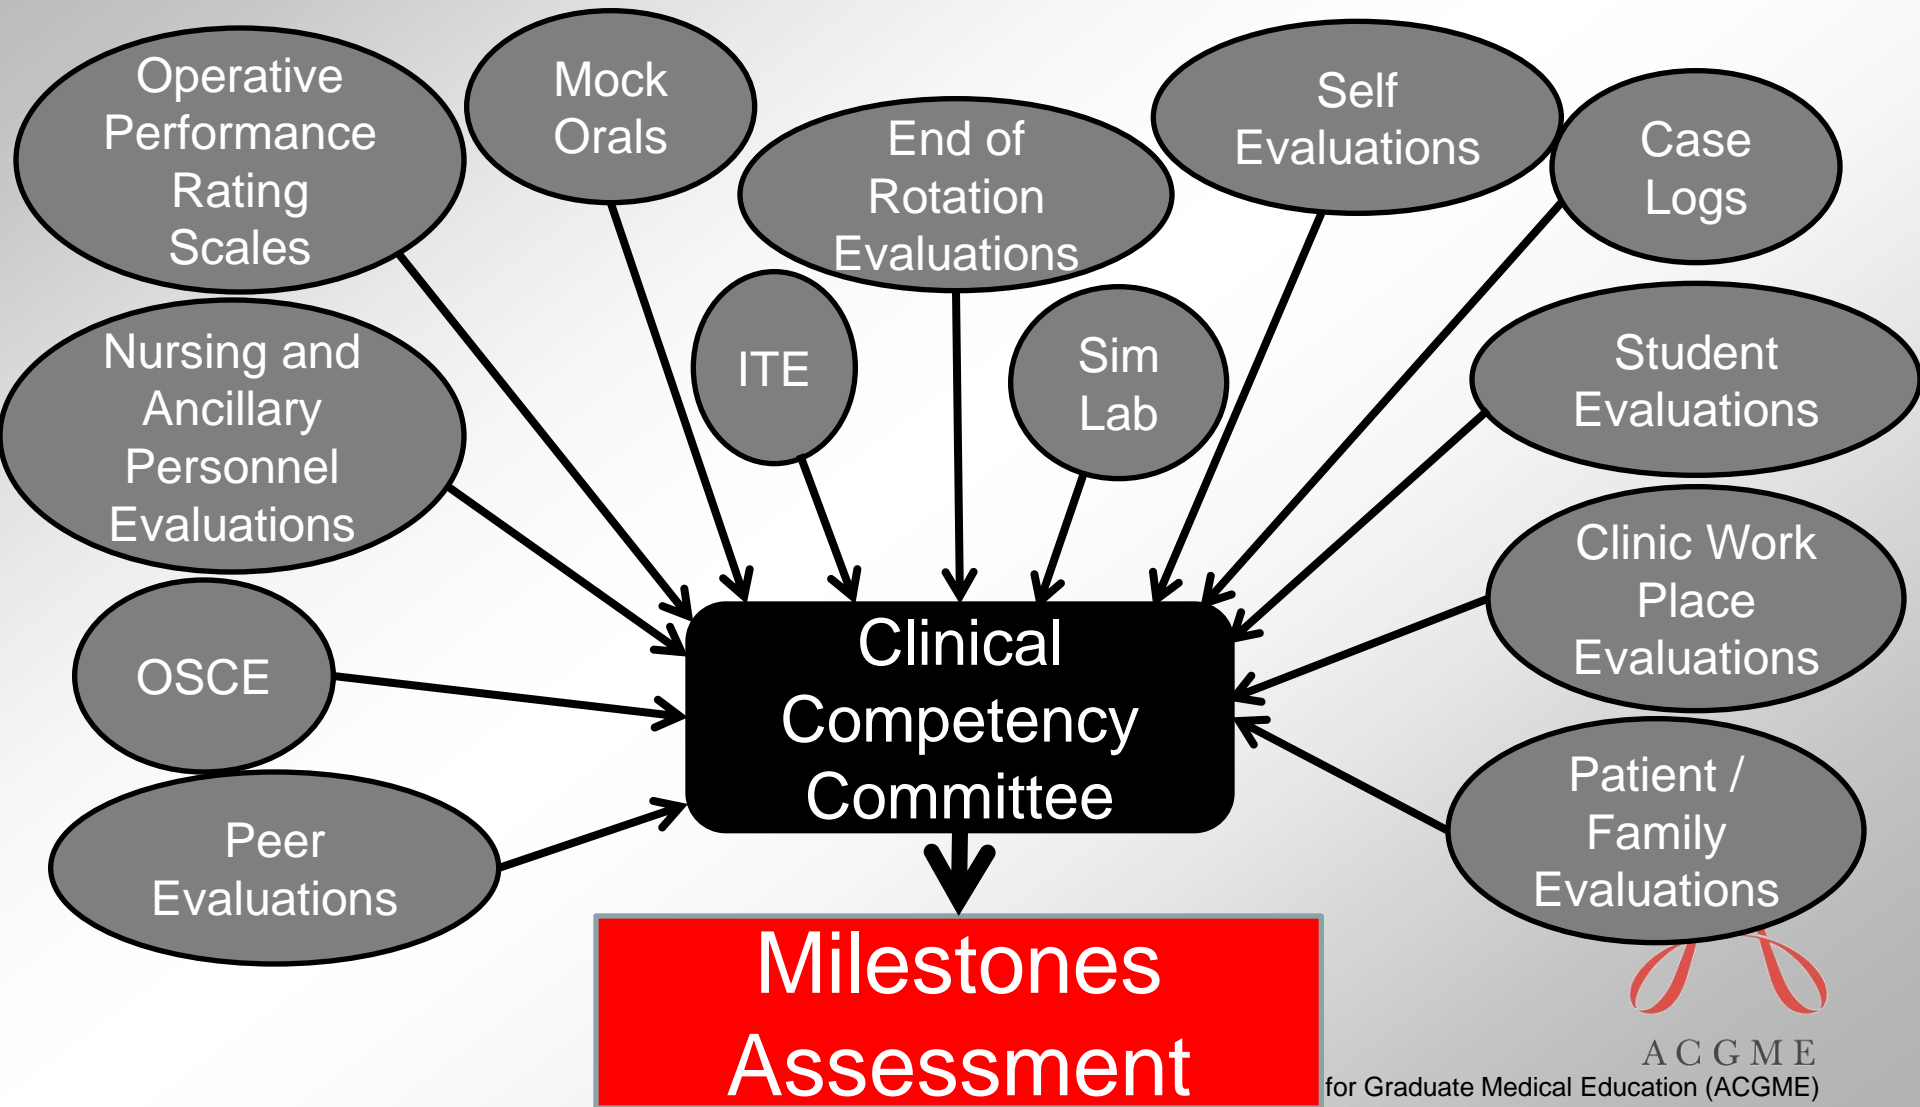 Operative
Performance
Rating
Scales
Mock
Orals
End of
Rotation
Evaluations
Self
Evaluations
Case
Logs
Nursing and
Ancillary
Personnel
Evaluations
ITE
Sim
Lab
Student
Evaluations
OSCE
Clinic Work
Place
Evaluations
Peer
Evaluations
Patient /
Family
Evaluations
Clinical
Competency
Committee
Milestones
Assessment
ACGME
for Graduate Medical Education (ACGME)